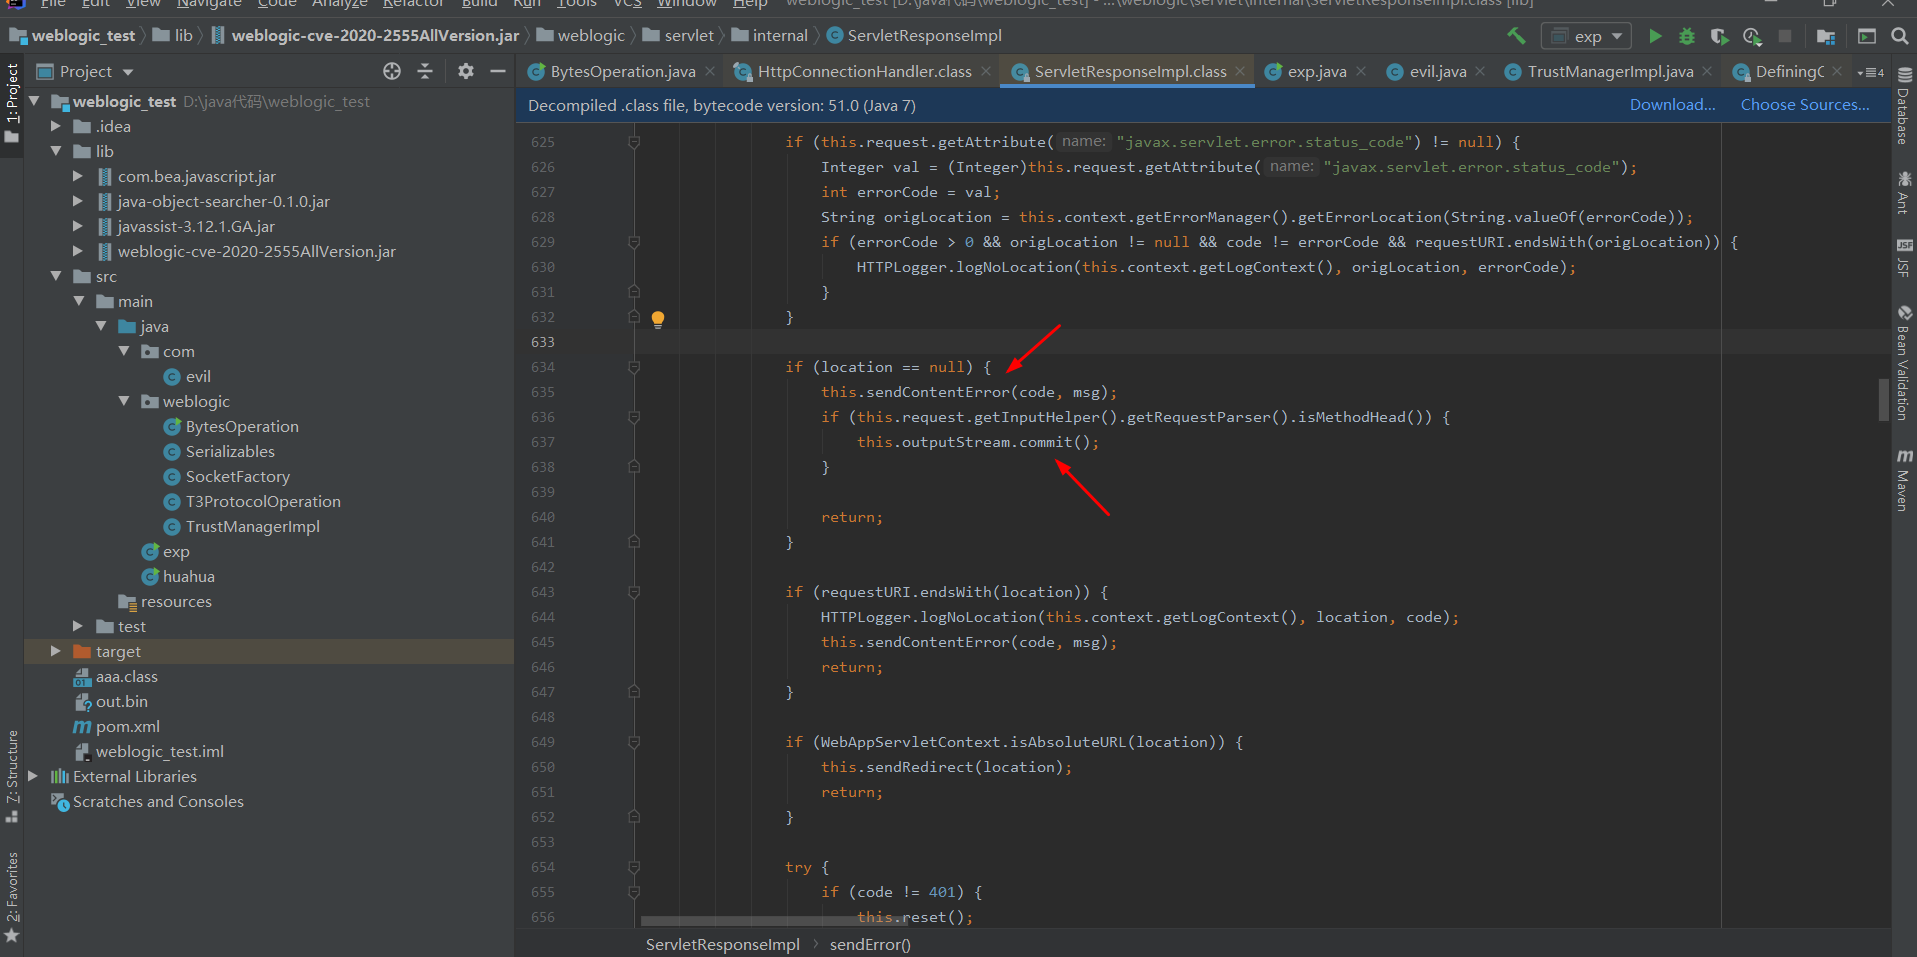 File Edit View Navigate Code Analyze Refactor Build Run Tools VCS Window Help weblogic_test [D:\java代码\weblogic_test] - ...\weblogic\servlet\internal\ServletResponseImpl.class [lib]
weblogic_test lib weblogic-cve-2020-2555AllVersion.jar weblogic servlet internal ServletResponseImpl exp
Project
BytesOperation.java HttpConnectionHandler.class ServletResponseImpl.class exp.java evil.java TrustManagerImpl.java DefiningC 4
Decompiled .class file, bytecode version: 51.0 (Java 7) Download... Choose Sources...
1: Project
7: Structure
2: Favorites
weblogic_test D:\java代码\weblogic_test
.idea
lib
com.bea.javascript.jar
java-object-searcher-0.1.0.jar
javassist-3.12.1.GA.jar
weblogic-cve-2020-2555AllVersion.jar
src
main
java
com
evil
weblogic
BytesOperation
Serializables
SocketFactory
T3ProtocolOperation
TrustManagerImpl
exp
huahua
resources
test
target
aaa.class
out.bin
pom.xml
weblogic_test.iml
External Libraries
Scratches and Consoles
625 if (this.request.getAttribute( name: "javax.servlet.error.status_code") != null) {
626 Integer val = (Integer)this.request.getAttribute( name: "javax.servlet.error.status_code");
627 int errorCode = val;
628 String origLocation = this.context.getErrorManager().getErrorLocation(String.valueOf(errorCode));
629 if (errorCode > 0 && origLocation != null && code != errorCode && requestURI.endsWith(origLocation)) {
630 HTTPLogger.logNoLocation(this.context.getLogContext(), origLocation, errorCode);
631 }
632 }
633
634 if (location == null) {
635 this.sendContentError(code, msg);
636 if (this.request.getInputHelper().getRequestParser().isMethodHead()) {
637 this.outputStream.commit();
638 }
639
640 return;
641 }
642
643 if (requestURI.endsWith(location)) {
644 HTTPLogger.logNoLocation(this.context.getLogContext(), location, code);
645 this.sendContentError(code, msg);
646 return;
647 }
648
649 if (WebAppServletContext.isAbsoluteURL(location)) {
650 this.sendRedirect(location);
651 return;
652 }
653
654 try {
655 if (code != 401) {
656 this.reset();
ServletResponseImpl sendError()
Database
Ant
JSF
JSF
Bean Validation
Maven